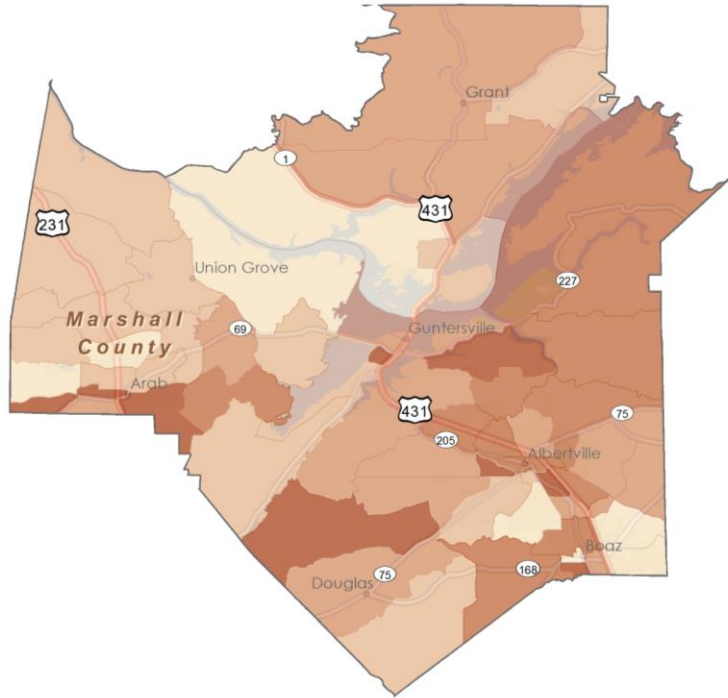 Grant
1
431
231
Union Grove
227
Marshall
County
69
Guntersville
Arab
431
75
205
Albertville
Boaz
168
75
Douglas